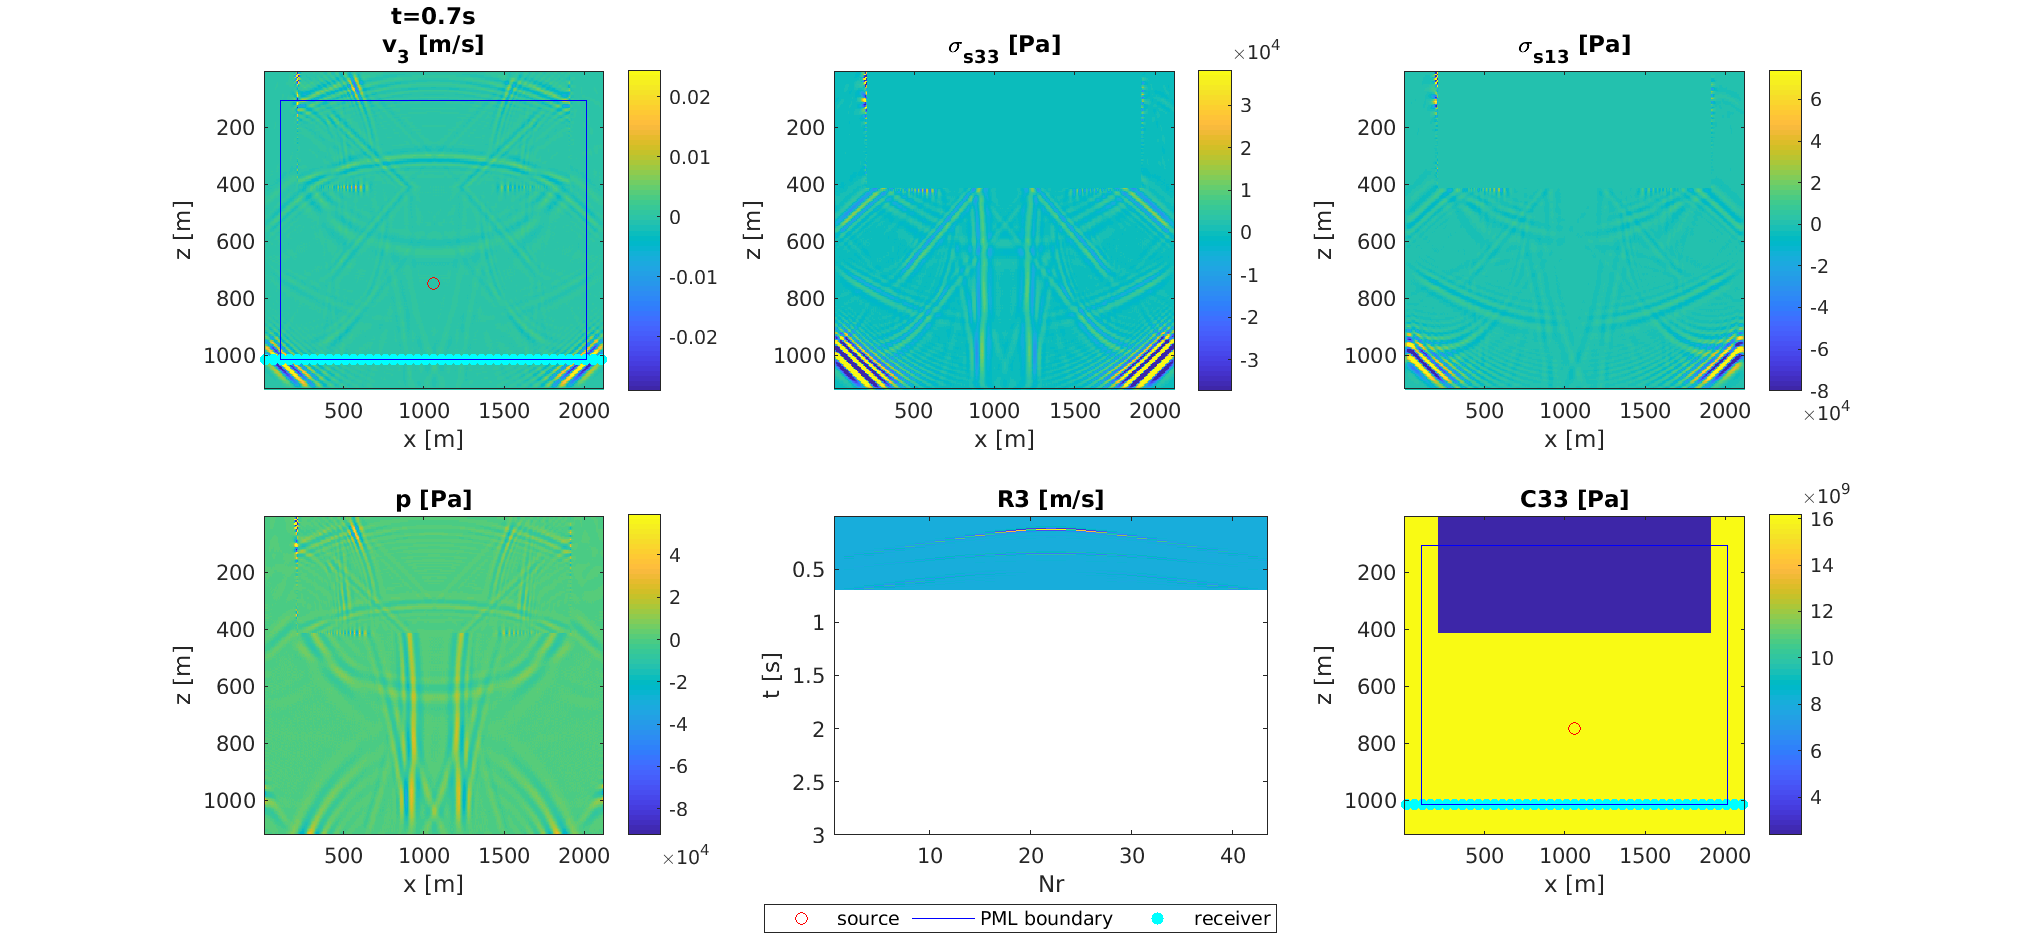 t=0.7s
v3 [m/s]
200
400
600
800
1000
z [m]
500 1000 1500 2000
x [m]
0.02
0.01
0
-0.01
-0.02
σs33 [Pa]
×10^4
200
400
600
800
1000
z [m]
500 1000 1500 2000
x [m]
3
2
1
0
-1
-2
-3
σs13 [Pa]
200
400
600
800
1000
z [m]
500 1000 1500 2000
x [m]
6
4
2
0
-2
-4
-6
-8
×10^4
p [Pa]
200
400
600
800
1000
z [m]
500 1000 1500 2000
x [m]
4
2
0
-2
-4
-6
-8
×10^4
R3 [m/s]
0.5
1
1.5
2
2.5
3
t [s]
10 20 30 40
Nr
C33 [Pa]
×10^9
200
400
600
800
1000
z [m]
500 1000 1500 2000
x [m]
16
14
12
10
8
6
4
source PML boundary receiver